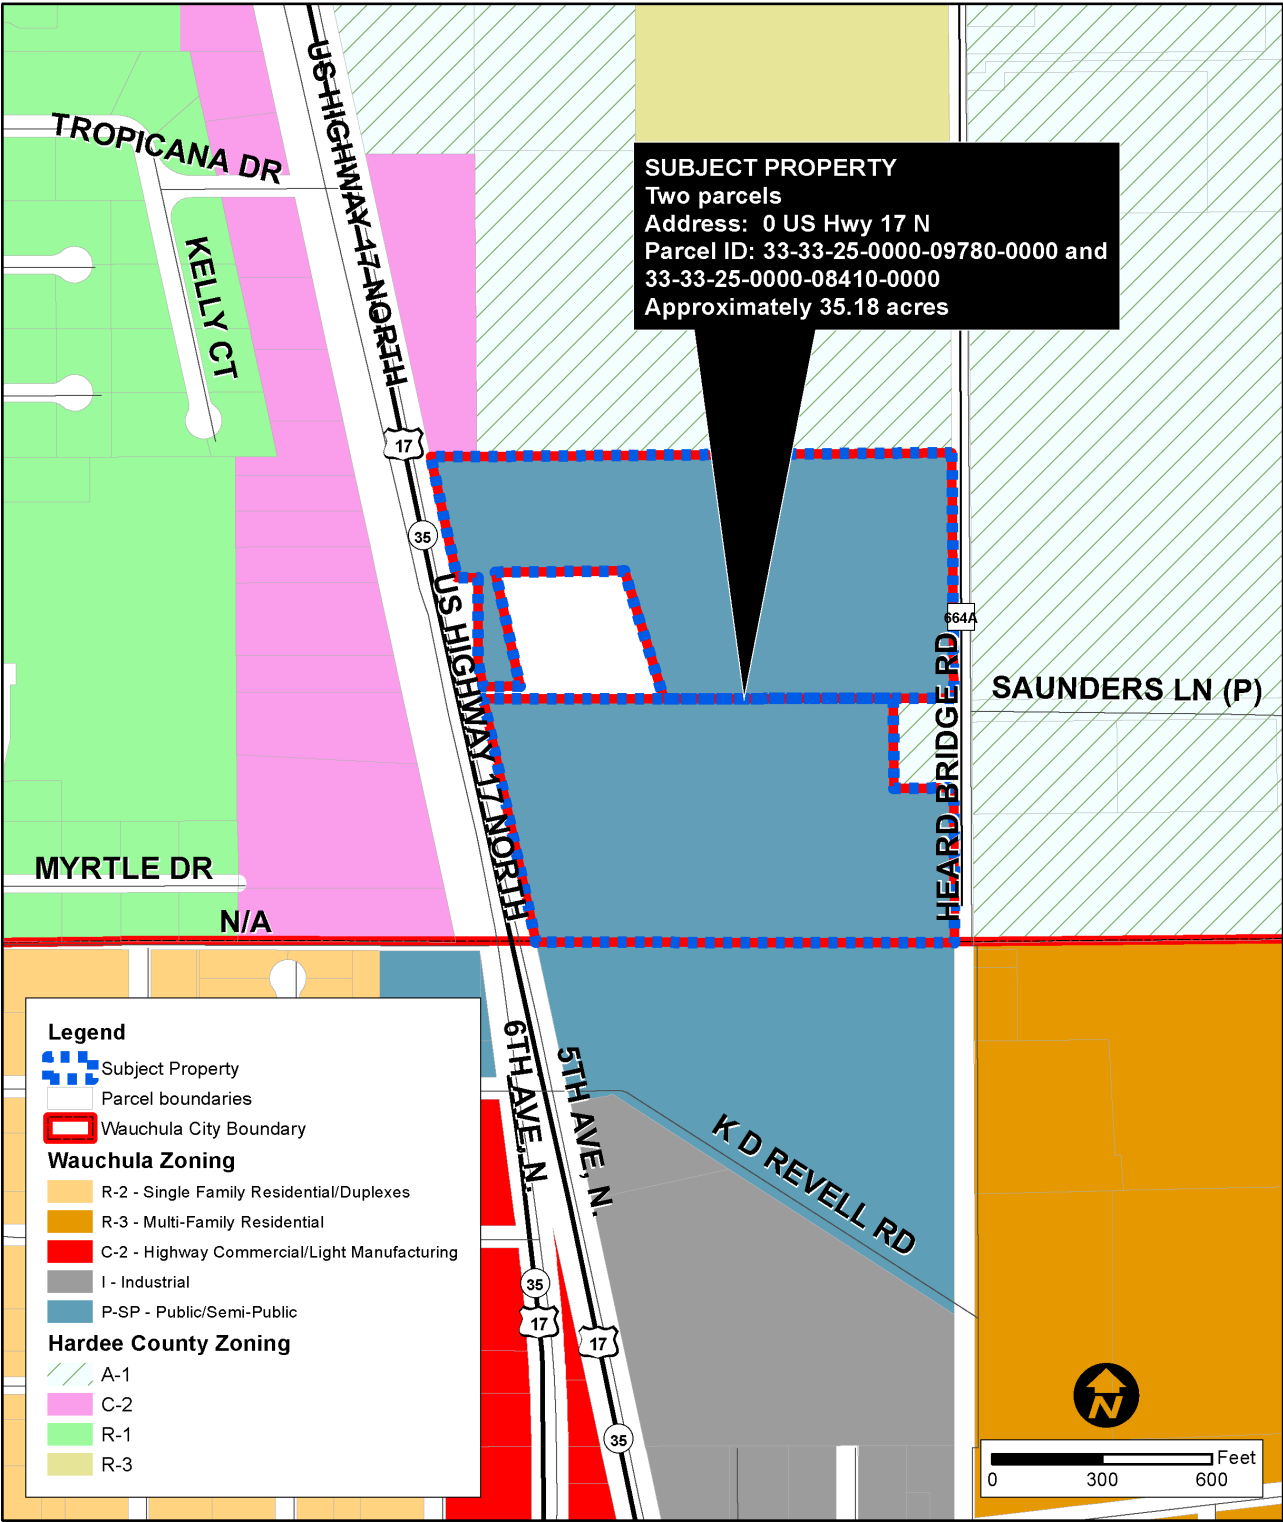 US HIGHWAY 17 NORTH
TROPICANA DR
KELLY CT
SUBJECT PROPERTY
Two parcels
Address:  0 US Hwy 17 N
Parcel ID: 33-33-25-0000-09780-0000 and
33-33-25-0000-08410-0000
Approximately 35.18 acres
17
35
US HIGHWAY 17 NORTH
664A
HEARD BRIDGE RD
SAUNDERS LN (P)
MYRTLE DR
N/A
6TH AVE, N.
5TH AVE, N.
K D REVELL RD
35
17
17
35
Legend
Subject Property
Parcel boundaries
Wauchula City Boundary
Wauchula Zoning
R-2 - Single Family Residential/Duplexes
R-3 - Multi-Family Residential
C-2 - Highway Commercial/Light Manufacturing
I - Industrial
P-SP - Public/Semi-Public
Hardee County Zoning
A-1
C-2
R-1
R-3
N
Feet
0 300 600